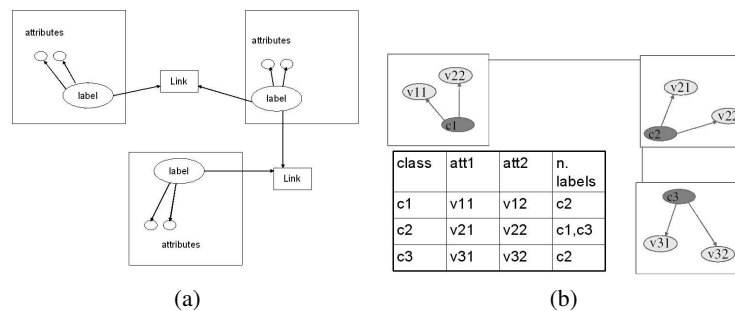 attributes
label
Link
attributes
label
label
Link
attributes
(a)
v11
v22
c1
v21
c2
v22
c3
v31
v32
class att1 att2 n. labels
c1 v11 v12 c2
c2 v21 v22 c1,c3
c3 v31 v32 c2
(b)